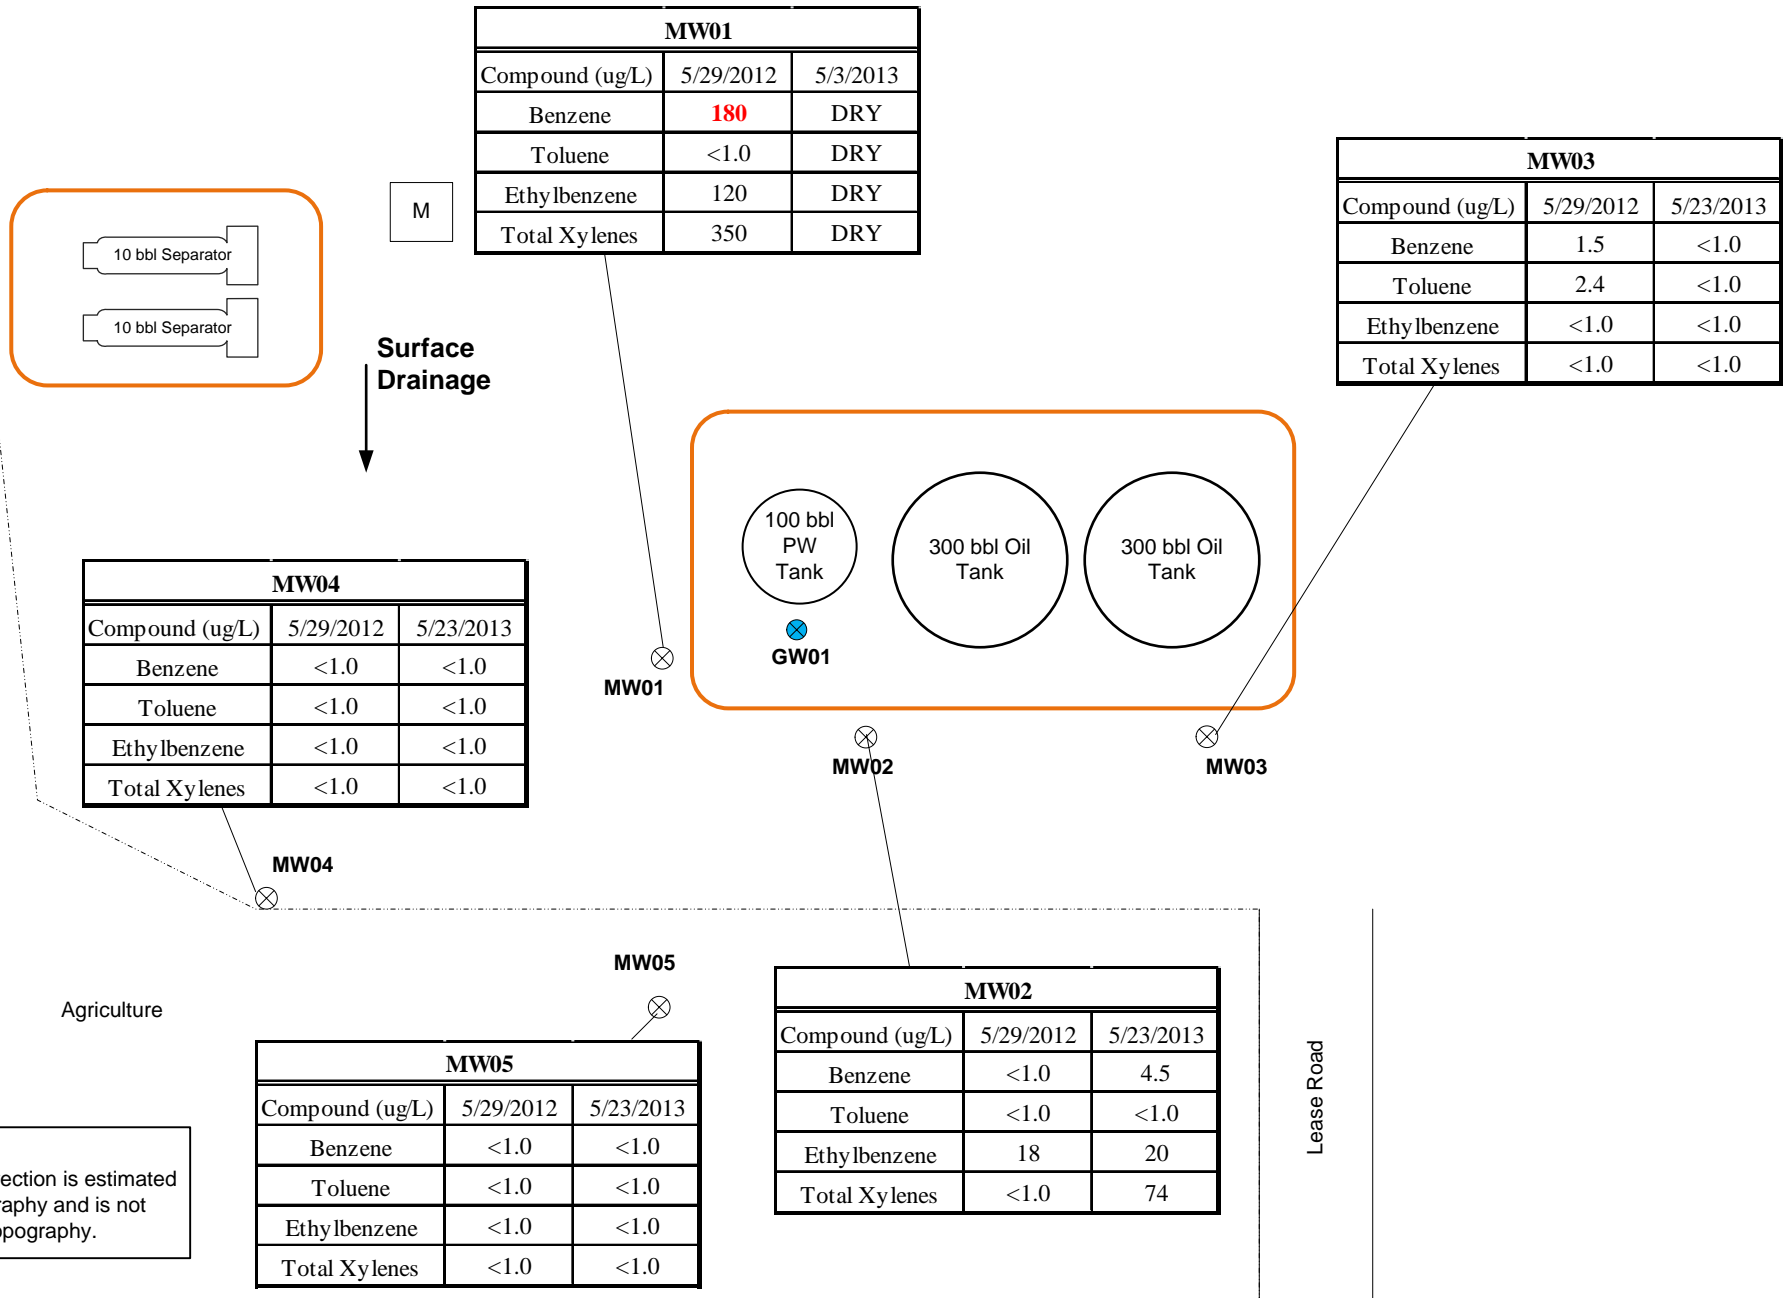 MW01
Compound (ug/L) 5/29/2012 5/3/2013
Benzene 180 DRY
Toluene <1.0 DRY
Ethylbenzene 120 DRY
Total Xylenes 350 DRY
MW03
Compound (ug/L) 5/29/2012 5/23/2013
Benzene 1.5 <1.0
Toluene 2.4 <1.0
Ethylbenzene <1.0 <1.0
Total Xylenes <1.0 <1.0
M
10 bbl Separator
10 bbl Separator
Surface
Drainage
100 bbl
PW
Tank
300 bbl Oil
Tank
300 bbl Oil
Tank
GW01
MW01
MW02
MW03
MW04
Compound (ug/L) 5/29/2012 5/23/2013
Benzene <1.0 <1.0
Toluene <1.0 <1.0
Ethylbenzene <1.0 <1.0
Total Xylenes <1.0 <1.0
MW04
MW05
Agriculture
MW05
Compound (ug/L) 5/29/2012 5/23/2013
Benzene <1.0 <1.0
Toluene <1.0 <1.0
Ethylbenzene <1.0 <1.0
Total Xylenes <1.0 <1.0
MW02
Compound (ug/L) 5/29/2012 5/23/2013
Benzene <1.0 4.5
Toluene <1.0 <1.0
Ethylbenzene 18 20
Total Xylenes <1.0 74
Lease Road
ection is estimated
raphy and is not
opography.